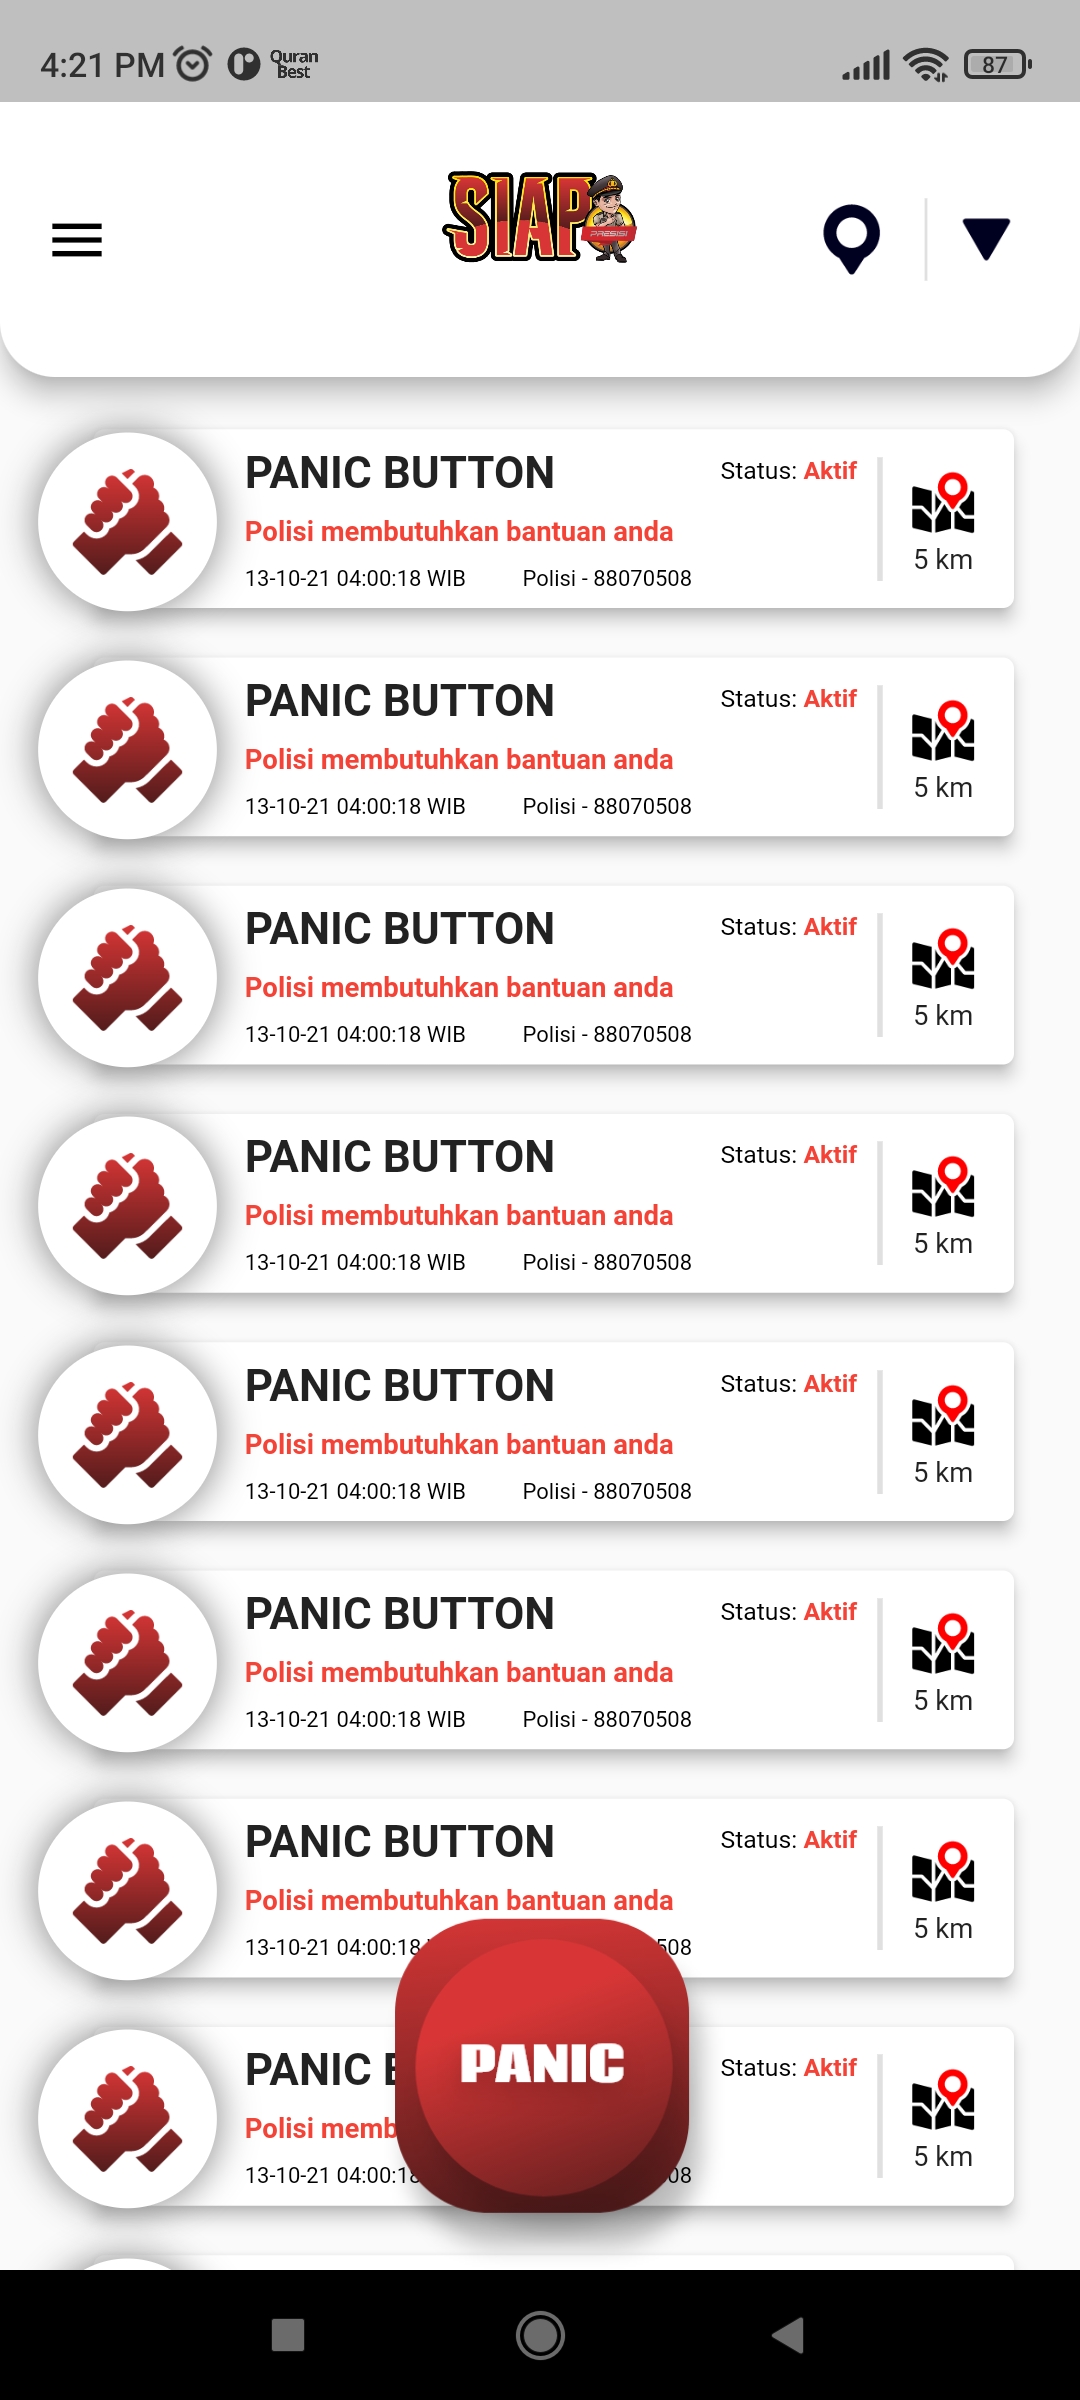 4:21 PM Quran Best 87
SIAP
PRESISI
PANIC BUTTON Status: Aktif
Polisi membutuhkan bantuan anda
13-10-21 04:00:18 WIB Polisi - 88070508 5 km
PANIC BUTTON Status: Aktif
Polisi membutuhkan bantuan anda
13-10-21 04:00:18 WIB Polisi - 88070508 5 km
PANIC BUTTON Status: Aktif
Polisi membutuhkan bantuan anda
13-10-21 04:00:18 WIB Polisi - 88070508 5 km
PANIC BUTTON Status: Aktif
Polisi membutuhkan bantuan anda
13-10-21 04:00:18 WIB Polisi - 88070508 5 km
PANIC BUTTON Status: Aktif
Polisi membutuhkan bantuan anda
13-10-21 04:00:18 WIB Polisi - 88070508 5 km
PANIC BUTTON Status: Aktif
Polisi membutuhkan bantuan anda
13-10-21 04:00:18 WIB Polisi - 88070508 5 km
PANIC BUTTON Status: Aktif
Polisi membutuhkan bantuan anda
13-10-21 04:00:18 508 5 km
PANIC Status: Aktif
PANIC
Polisi memb
13-10-21 04:00:18 08 5 km